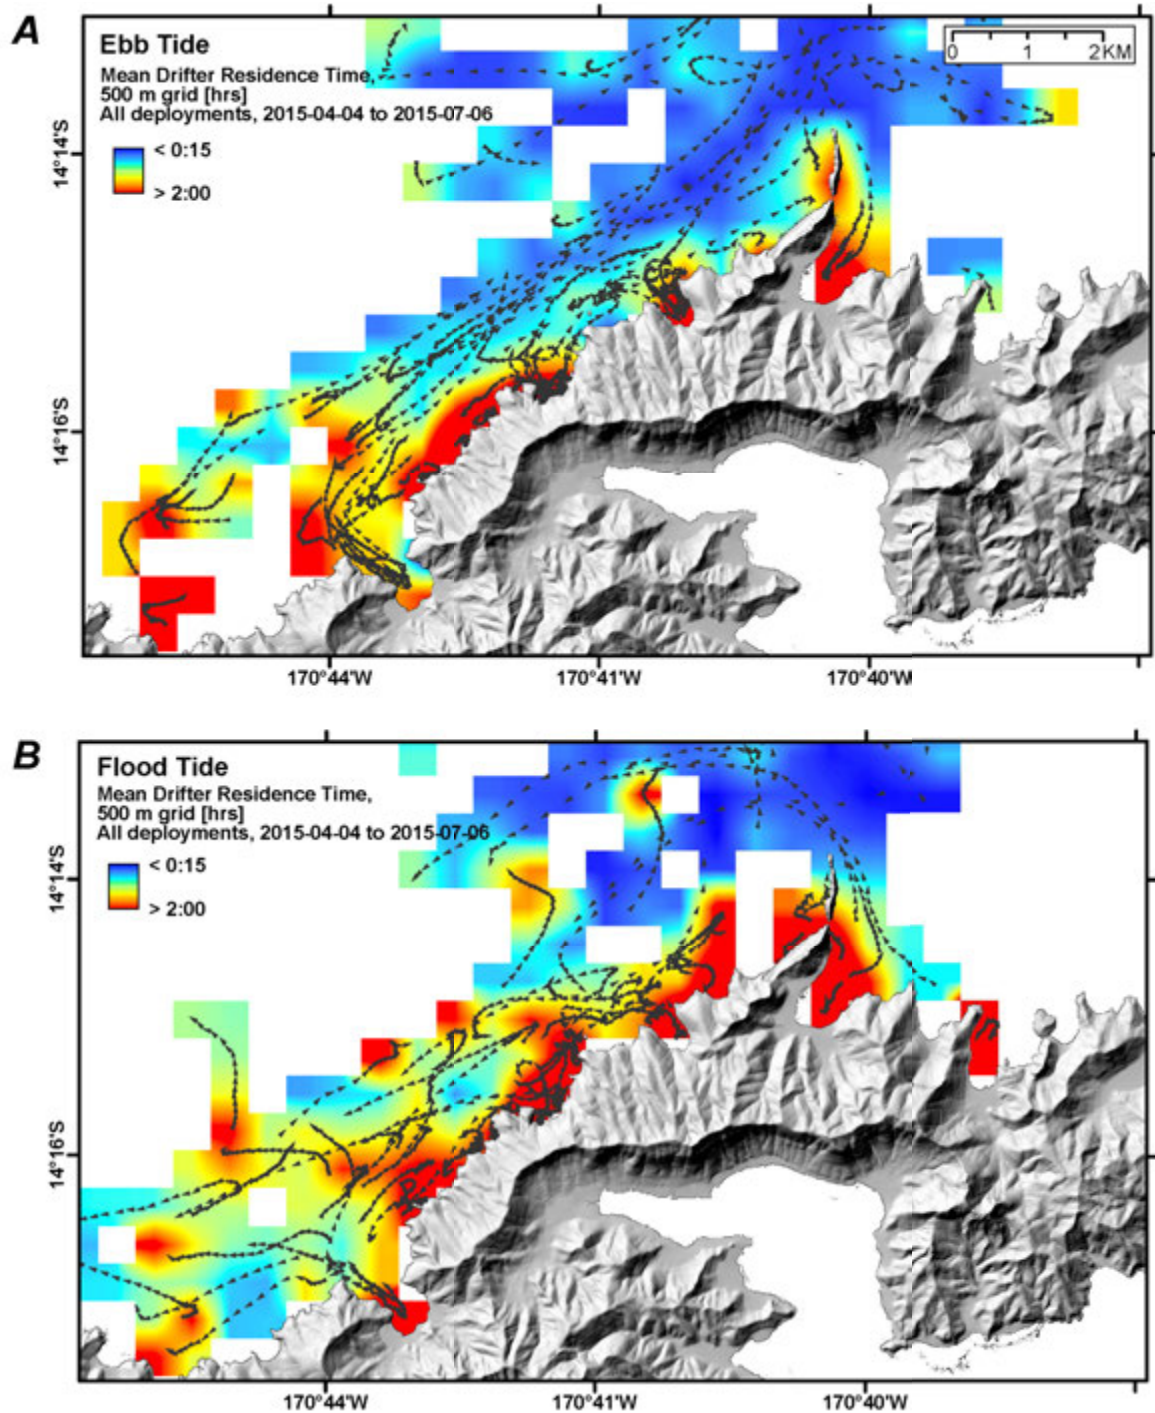 A
Ebb Tide
Mean Drifter Residence Time,
500 m grid [hrs]
All deployments, 2015-04-04 to 2015-07-06
< 0:15
> 2:00
0 1 2 KM
14°14'S
14°16'S
170°44'W 170°41'W 170°40'W
B
Flood Tide
Mean Drifter Residence Time,
500 m grid [hrs]
All deployments, 2015-04-04 to 2015-07-06
< 0:15
> 2:00
14°14'S
14°16'S
170°44'W 170°41'W 170°40'W